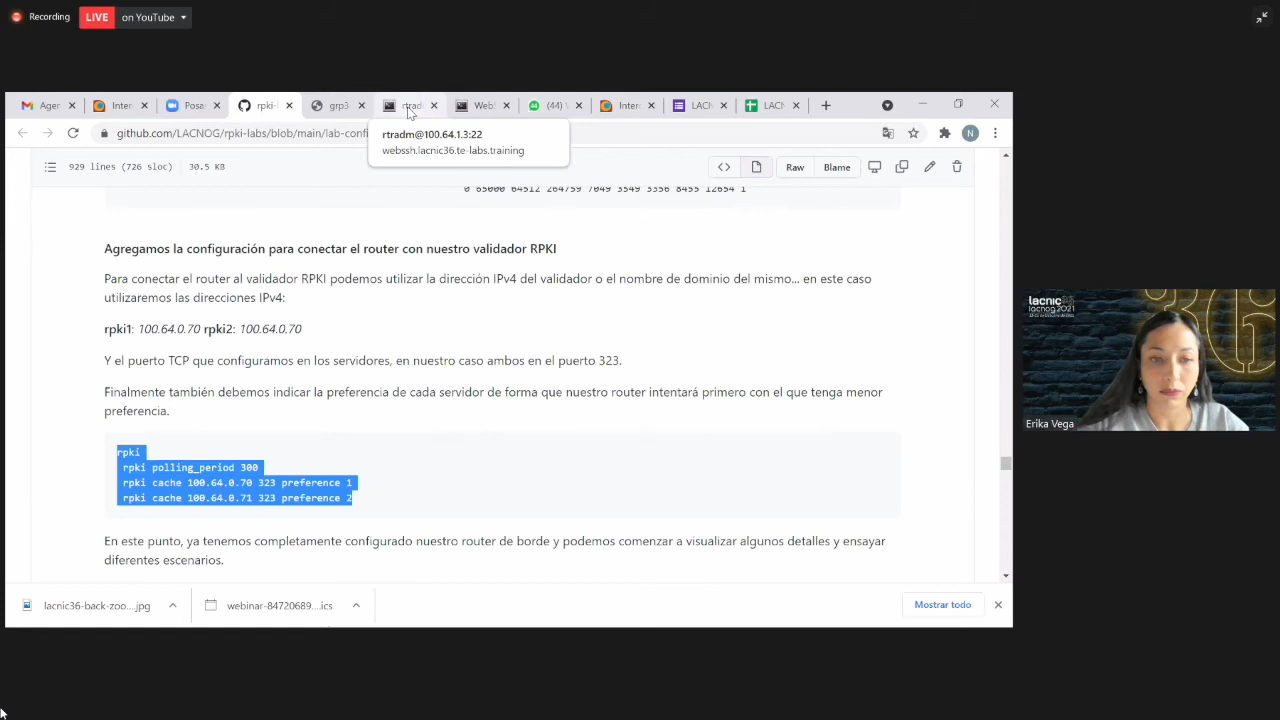 Recording
LIVE
on YouTube
Agen
Inter
Posa
rpki-l
grp3
rtrad
Web
(44)
Inter
LACN
LACN
github.com/LACNOG/rpki-labs/blob/main/lab-confi
N
rtradm@100.64.1.3:22
webssh.lacnic36.te-labs.training
929 lines (726 sloc)
30.5 KB
Raw
Blame
0 65000 64512 264759 7049 3549 3356 8455 12654 1
Agregamos la configuración para conectar el router con nuestro validador RPKI
Para conectar el router al validador RPKI podemos utilizar la dirección IPv4 del validador o el nombre de dominio del mismo... en este caso
utilizaremos las direcciones IPv4:
rpki1: 100.64.0.70 rpki2: 100.64.0.70
Y el puerto TCP que configuramos en los servidores, en nuestro caso ambos en el puerto 323.
Finalmente también debemos indicar la preferencia de cada servidor de forma que nuestro router intentará primero con el que tenga menor
preferencia.
rpki
rpki polling_period 300
rpki cache 100.64.0.70 323 preference 1
rpki cache 100.64.0.71 323 preference 2
En este punto, ya tenemos completamente configurado nuestro router de borde y podemos comenzar a visualizar algunos detalles y ensayar
diferentes escenarios.
lacnic36-back-zoo....jpg
webinar-84720689....ics
Mostrar todo
lacnic36
lacnog2021
Erika Vega